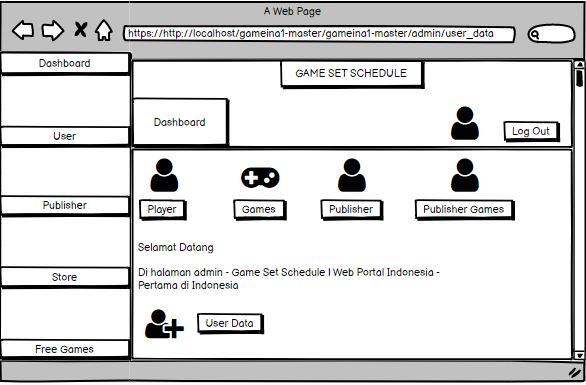 A Web Page
https://http://localhost/gameina1-master/gameina1-master/admin/user_data
Dashboard
User
Publisher
Store
Free Games
GAME SET SCHEDULE
Dashboard
Log Out
Player
Games
Publisher
Publisher Games
Selamat Datang
Di halaman admin - Game Set Schedule | Web Portal Indonesia -
Pertama di Indonesia
User Data